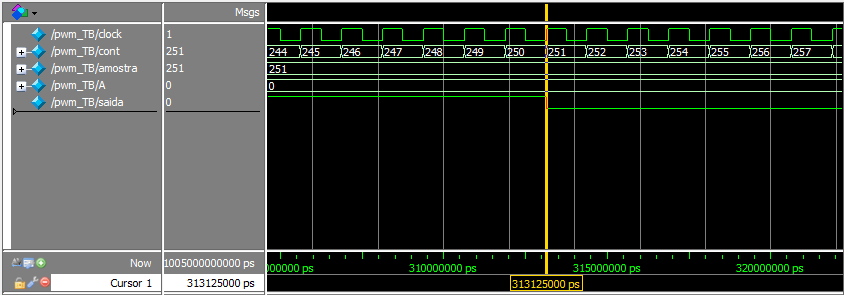 Msgs
/pwm_TB/clock 1
/pwm_TB/cont 251 244 245 246 247 248 249 250 251 252 253 254 255 256 257
/pwm_TB/amostra 251 251
/pwm_TB/A 0 0
/pwm_TB/saida 0
Now 1005000000000 ps 000000 ps 310000000 ps 315000000 ps 320000000 ps
Cursor 1 313125000 ps 313125000 ps